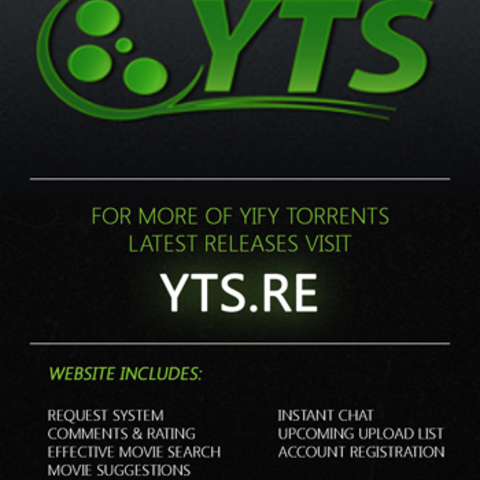 YTS
FOR MORE OF YIFY TORRENTS
LATEST RELEASES VISIT
YTS.RE
WEBSITE INCLUDES:
REQUEST SYSTEM
COMMENTS & RATING
EFFECTIVE MOVIE SEARCH
MOVIE SUGGESTIONS
INSTANT CHAT
UPCOMING UPLOAD LIST
ACCOUNT REGISTRATION